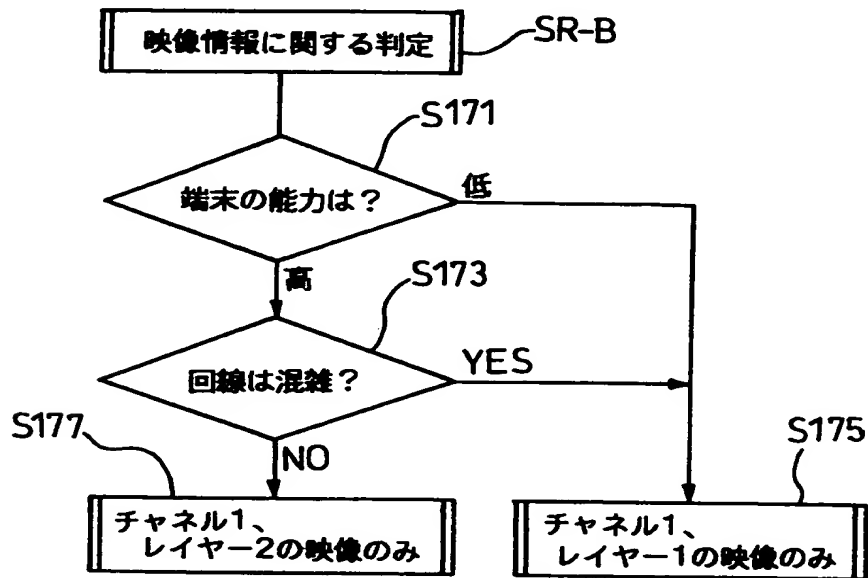 映像情報に関する判定
SR-B
S171
端末の能力は?
低
高
S173
回線は混雑?
YES
S177
NO
S175
チャネル1、
レイヤー2の映像のみ
チャネル1、
レイヤー1の映像のみ